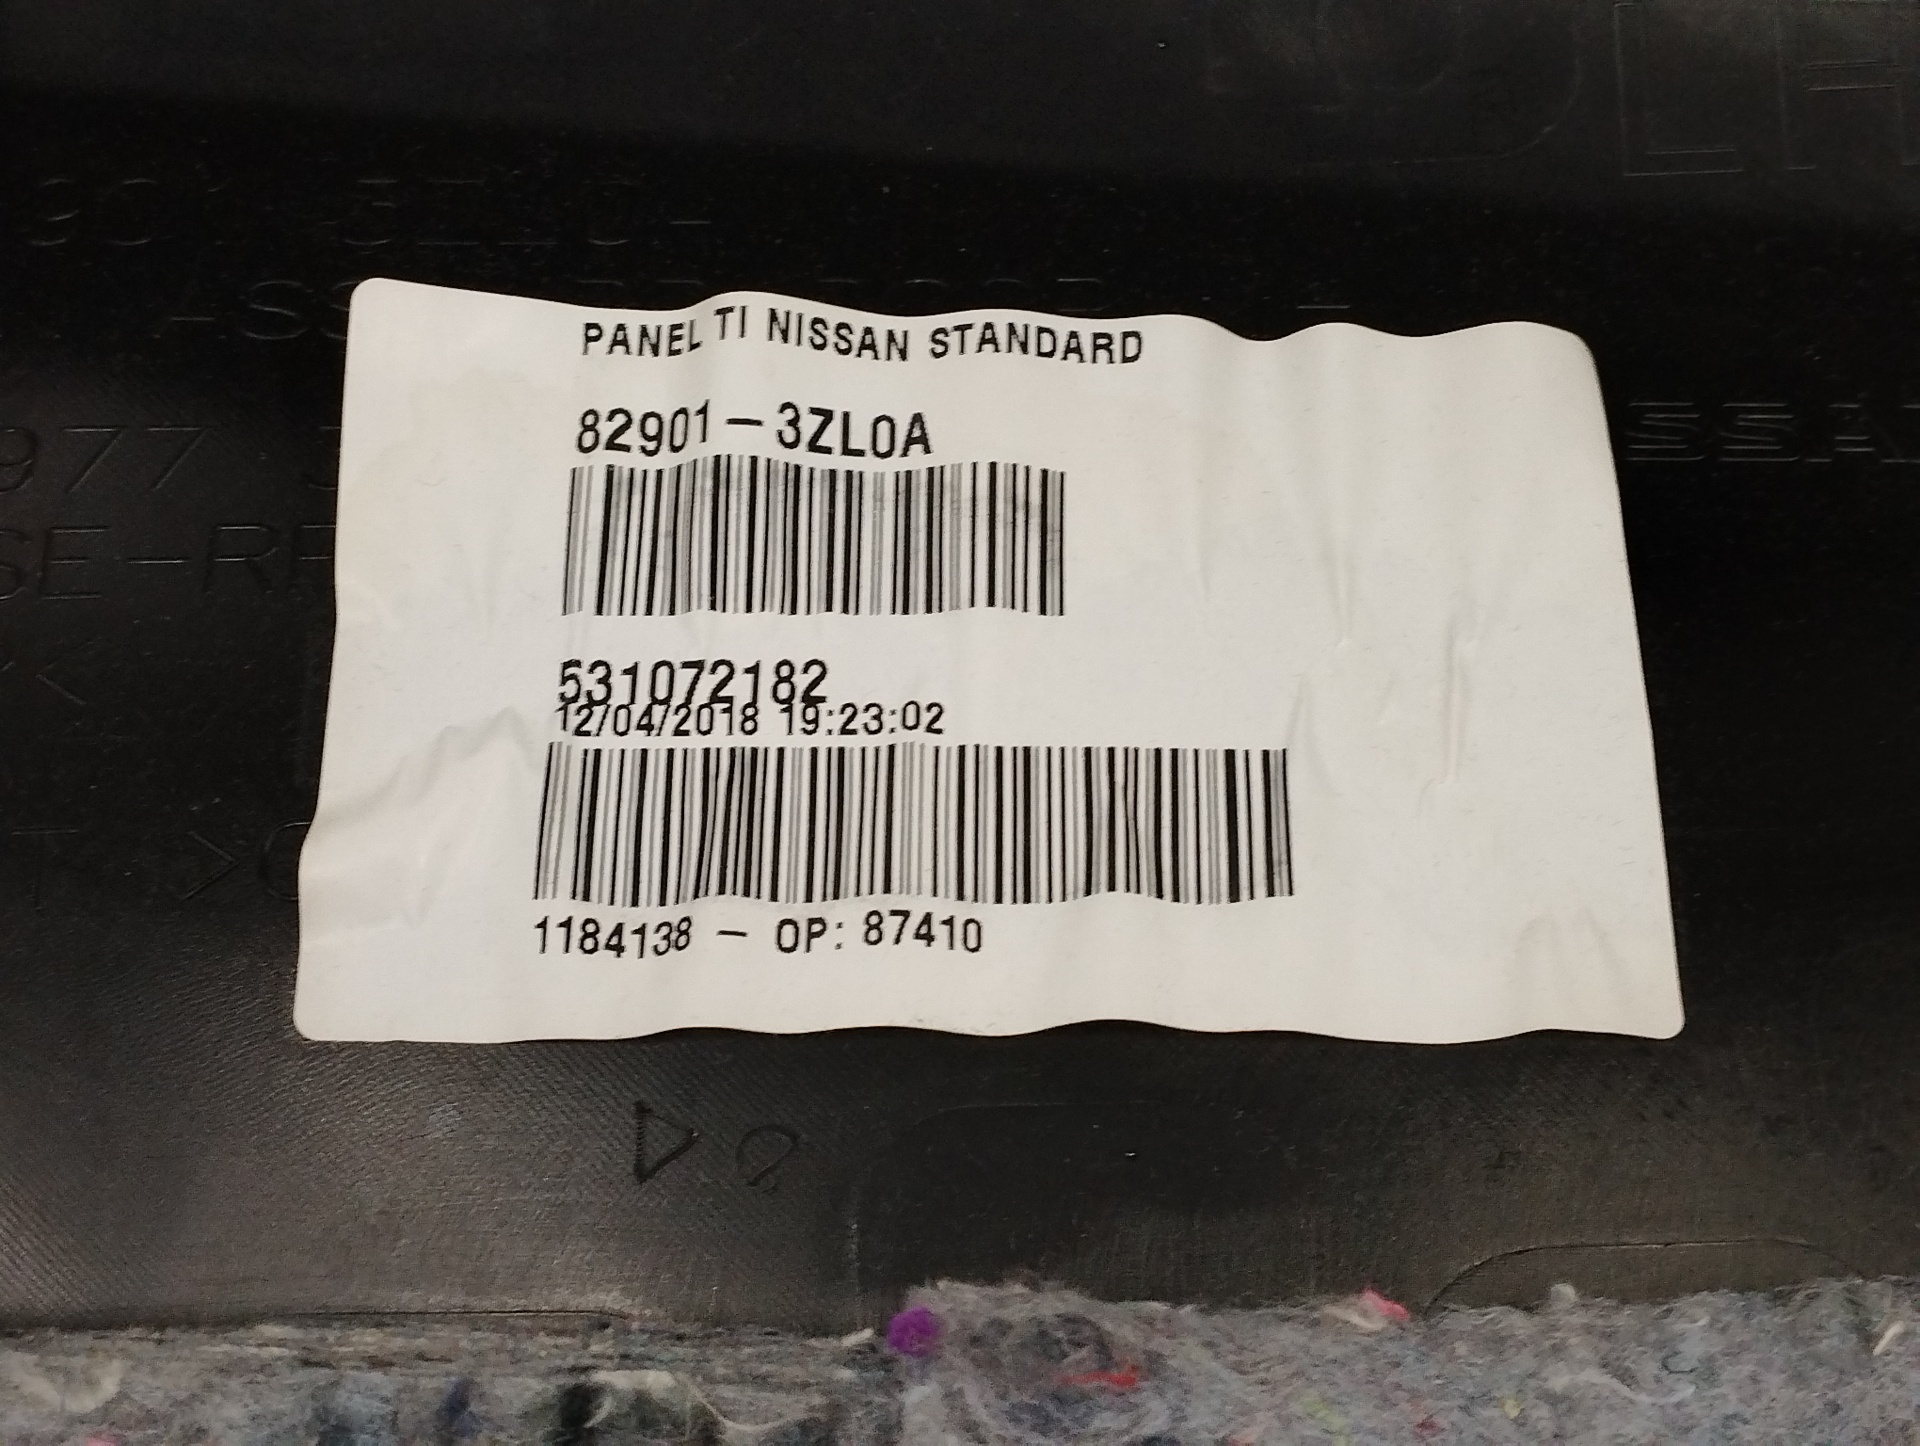 PANEL TI NISSAN STANDARD
82901-3ZL0A
531072182
12/04/2018 19:23:02
1184138 - OP: 87410